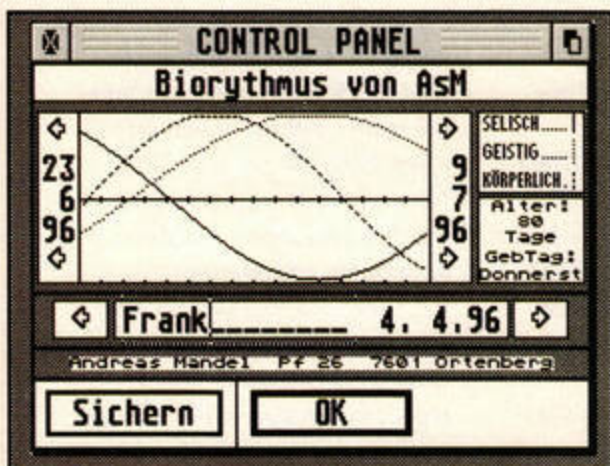 CONTROL PANEL
Biorythmus von AsM
23
6
96
9
7
96
SELISCH......
GEISTIG......
KÖRPERLICH.
Alter:
80
Tage
GebTag:
Donnerst
Frank________ 4. 4.96
Andreas Mandel Pf 26 7601 Ortenberg
Sichern
OK